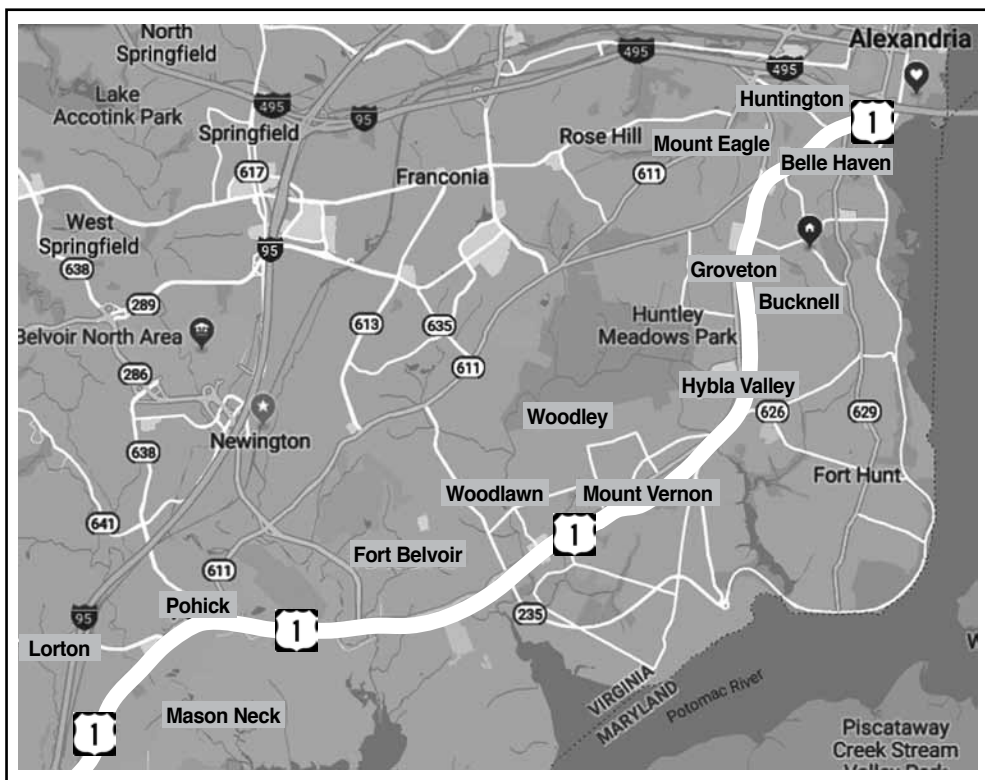 North
Springfield
495
Alexandria
495
Lake
Accotink Park
495
95
Huntington
1
Springfield
Rose Hill
Mount Eagle
Belle Haven
617
Franconia
611
West
Springfield
95
638
Groveton
289
Bucknell
613
635
Huntley
Meadows Park
Belvoir North Area
611
286
Hybla Valley
626
629
Woodley
Newington
638
Fort Hunt
Woodlawn
Mount Vernon
641
1
Fort Belvoir
611
Pohick
95
235
1
Lorton
VIRGINIA
MARYLAND
Potomac River
Mason Neck
1
Piscataway
Creek Stream
Valley Park